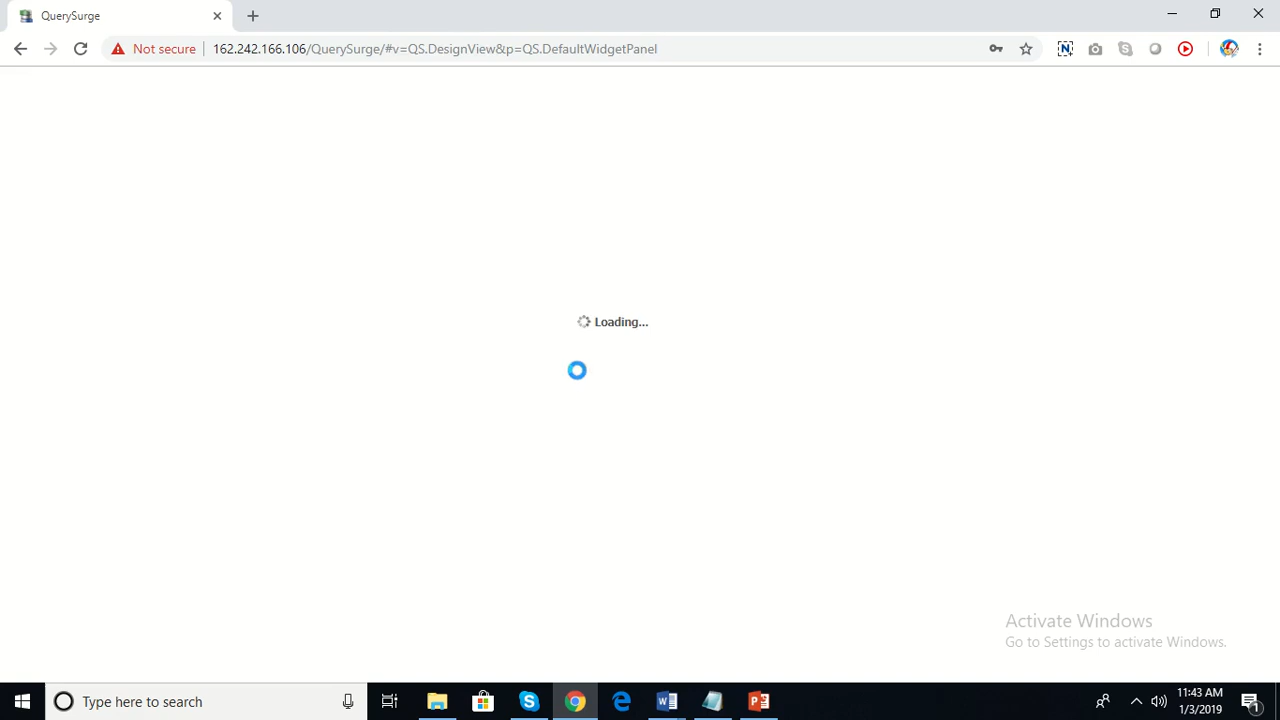 QuerySurge
Not secure
162.242.166.106/QuerySurge/#v=QS.DesignView&p=QS.DefaultWidgetPanel
Loading...
Activate Windows
Go to Settings to activate Windows.
Type here to search
11:43 AM
1/3/2019